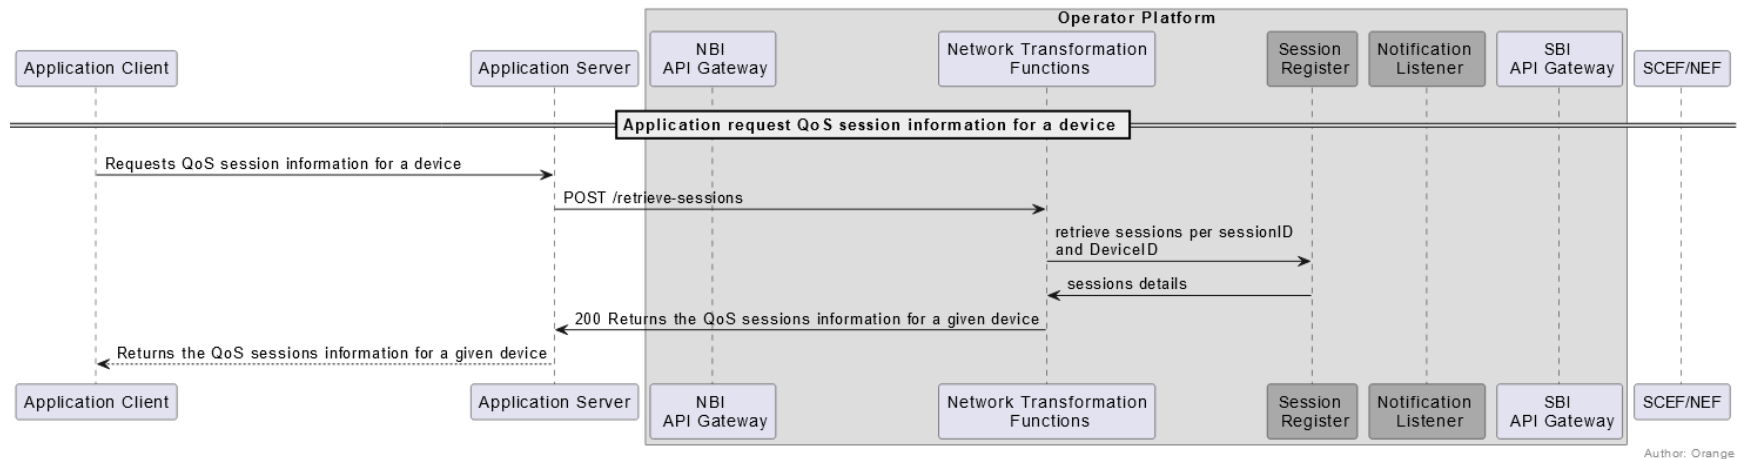 Operator Platform
Application Client
Application Server
NBI
API Gateway
Network Transformation
Functions
Session
Register
Notification
Listener
SBI
API Gateway
SCEF/NEF
Application request QoS session information for a device
Requests QoS session information for a device
POST /retrieve-sessions
retrieve sessions per sessionID
and DeviceID
sessions details
200 Returns the QoS sessions information for a given device
Returns the QoS sessions information for a given device
Application Client
Application Server
NBI
API Gateway
Network Transformation
Functions
Session
Register
Notification
Listener
SBI
API Gateway
SCEF/NEF
Author: Orange